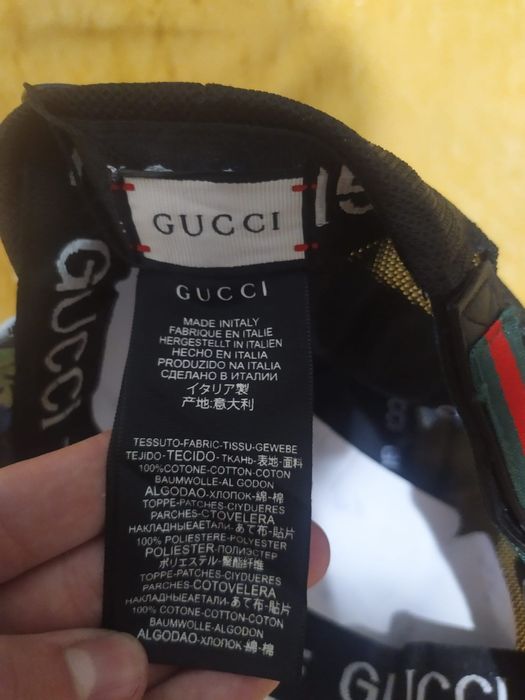 GUCCI
15
GUCCI
GUCCI
MADE INITALY
FABRIQUE EN ITALIE
HERGESTELLT IN ITALIEN
HECHO EN ITALIA
PRODUZIDO NA ITALIA
СДЕЛАНО В ИТАЛИИ
イタリア製
产地:意大利
TESSUTO-FABRIC-TISSU-GEWEBE
TEJIDO-TECIDO-ТКАНЬ-表地-面料
100%COTONE-COTTON-COTON
BAUMWOLLE-ALGODON
ALGODAO-ХЛОПОК-綿-棉
TOPPE-PATCHES-CIYDUERES
PARCHES-CTOVELERA
НАКЛАДНЫЕАЕТАЛИ-あて布-貼片
100% POLIESTERE-POLYESTER
POLIESTER-ПОЛИЭСТЕР
ポリエステル-聚酯纖维
TOPPE-PATCHES-CIYDUERES
PARCHES-CTOVELERA
НАКЛАДНЫЕАЕТАЛИ-あて布-貼片
100% COTONE-COTTON-COTON
BAUMWOLLE-ALGODON
ALGODAO-ХЛОПОК-綿-棉
GUCCI